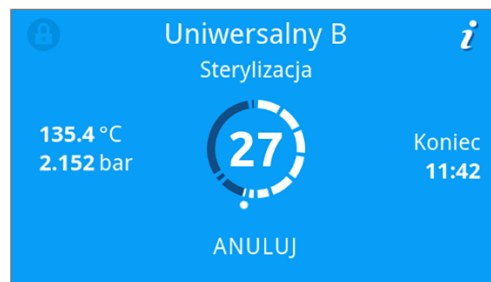 Uniwersalny B
i
Sterylizacja
135.4 °C
2.152 bar
27
Koniec
11:42
ANULUJ